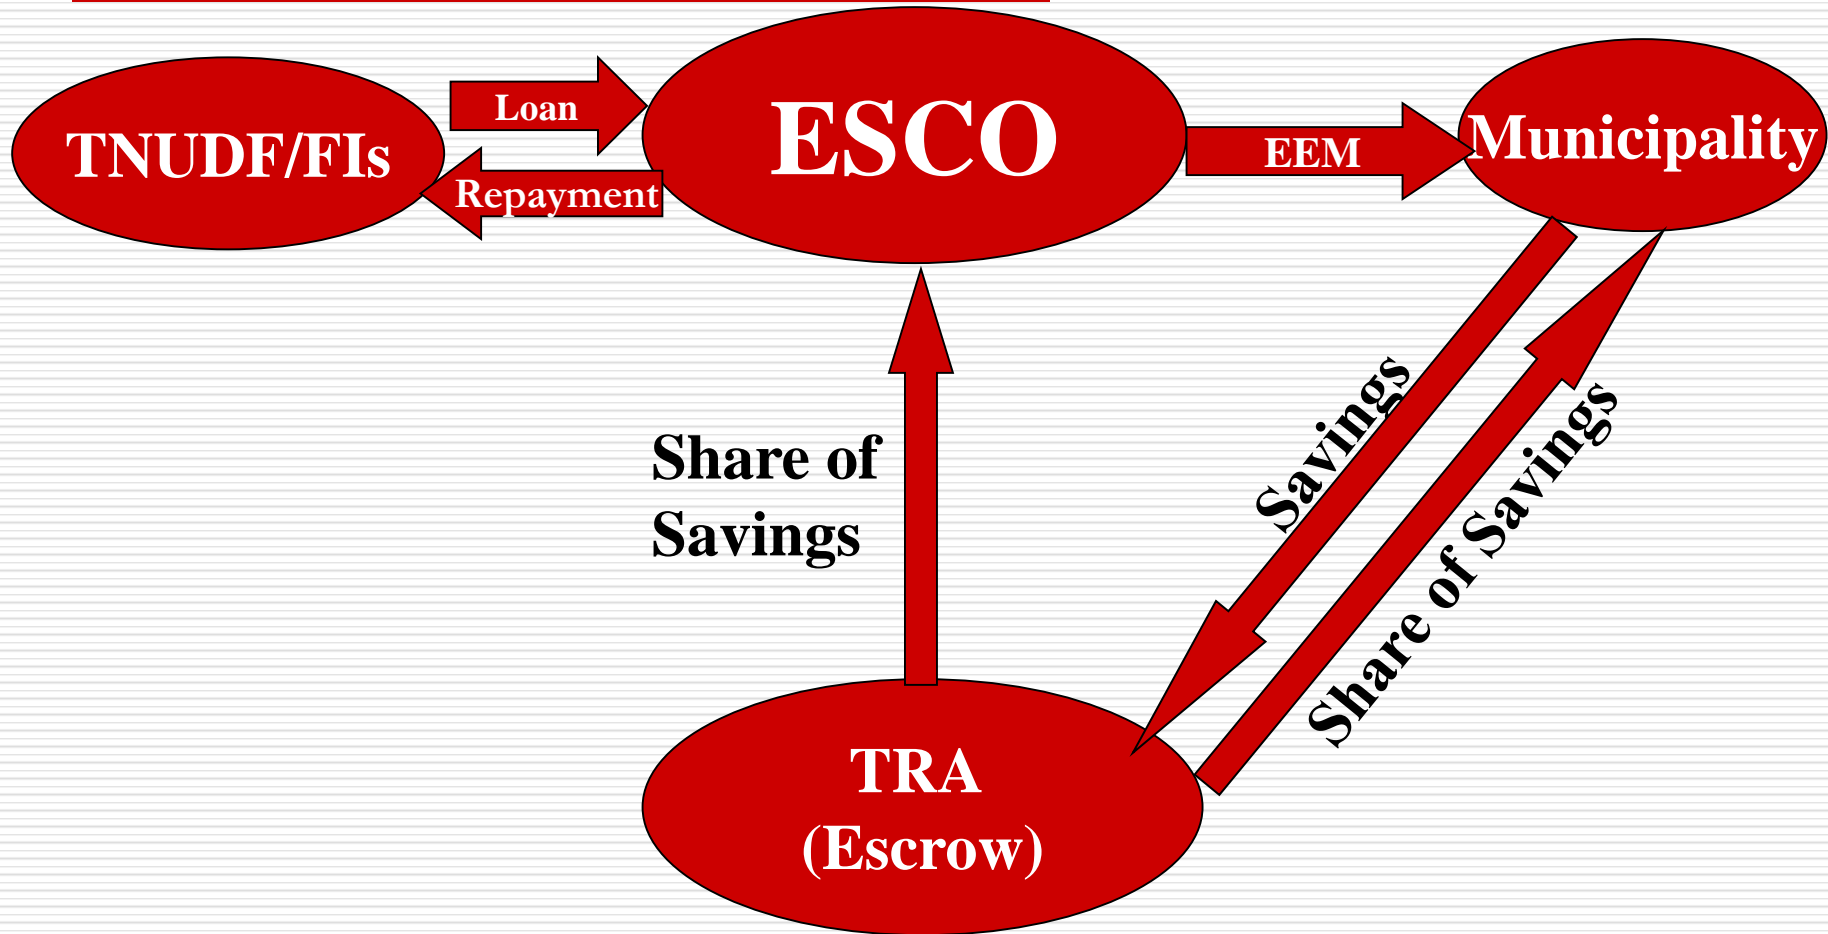 TNUDF/FIs
Loan
Repayment
ESCO
EEM
Municipality
Share of
Savings
Savings
Share of Savings
TRA
(Escrow)